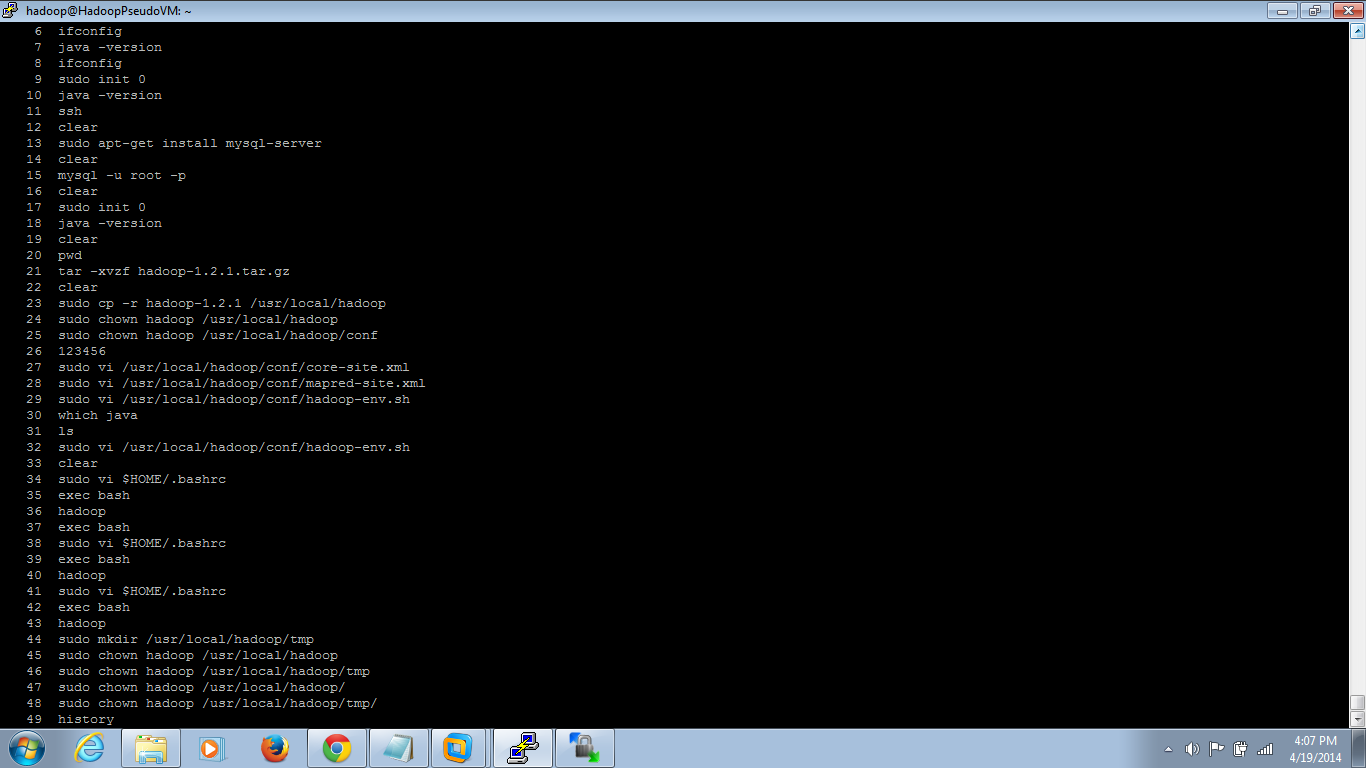 hadoop@HadoopPseudoVM: ~
6 ifconfig
7 java -version
8 ifconfig
9 sudo init 0
10 java -version
11 ssh
12 clear
13 sudo apt-get install mysql-server
14 clear
15 mysql -u root -p
16 clear
17 sudo init 0
18 java -version
19 clear
20 pwd
21 tar -xvzf hadoop-1.2.1.tar.gz
22 clear
23 sudo cp -r hadoop-1.2.1 /usr/local/hadoop
24 sudo chown hadoop /usr/local/hadoop
25 sudo chown hadoop /usr/local/hadoop/conf
26 123456
27 sudo vi /usr/local/hadoop/conf/core-site.xml
28 sudo vi /usr/local/hadoop/conf/mapred-site.xml
29 sudo vi /usr/local/hadoop/conf/hadoop-env.sh
30 which java
31 ls
32 sudo vi /usr/local/hadoop/conf/hadoop-env.sh
33 clear
34 sudo vi $HOME/.bashrc
35 exec bash
36 hadoop
37 exec bash
38 sudo vi $HOME/.bashrc
39 exec bash
40 hadoop
41 sudo vi $HOME/.bashrc
42 exec bash
43 hadoop
44 sudo mkdir /usr/local/hadoop/tmp
45 sudo chown hadoop /usr/local/hadoop
46 sudo chown hadoop /usr/local/hadoop/tmp
47 sudo chown hadoop /usr/local/hadoop/
48 sudo chown hadoop /usr/local/hadoop/tmp/
49 history
4:07 PM
4/19/2014